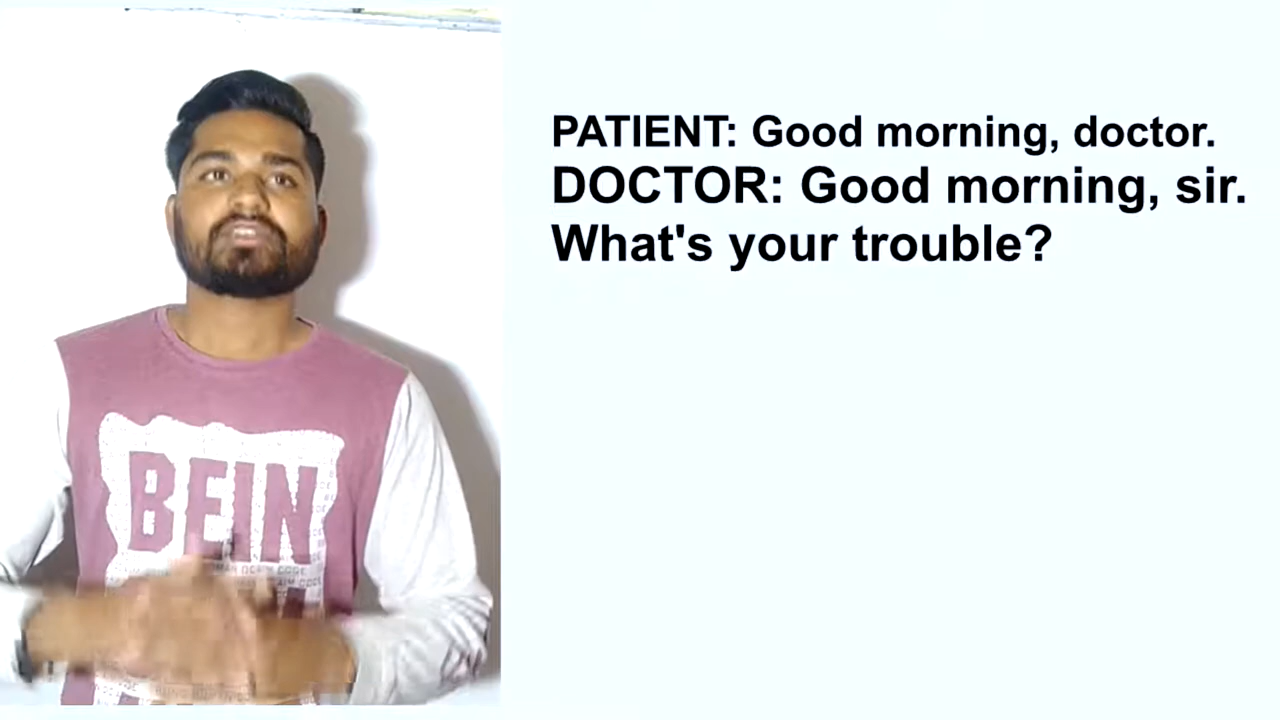 PATIENT: Good morning, doctor.
DOCTOR: Good morning, sir.
What's your trouble?
BEIN